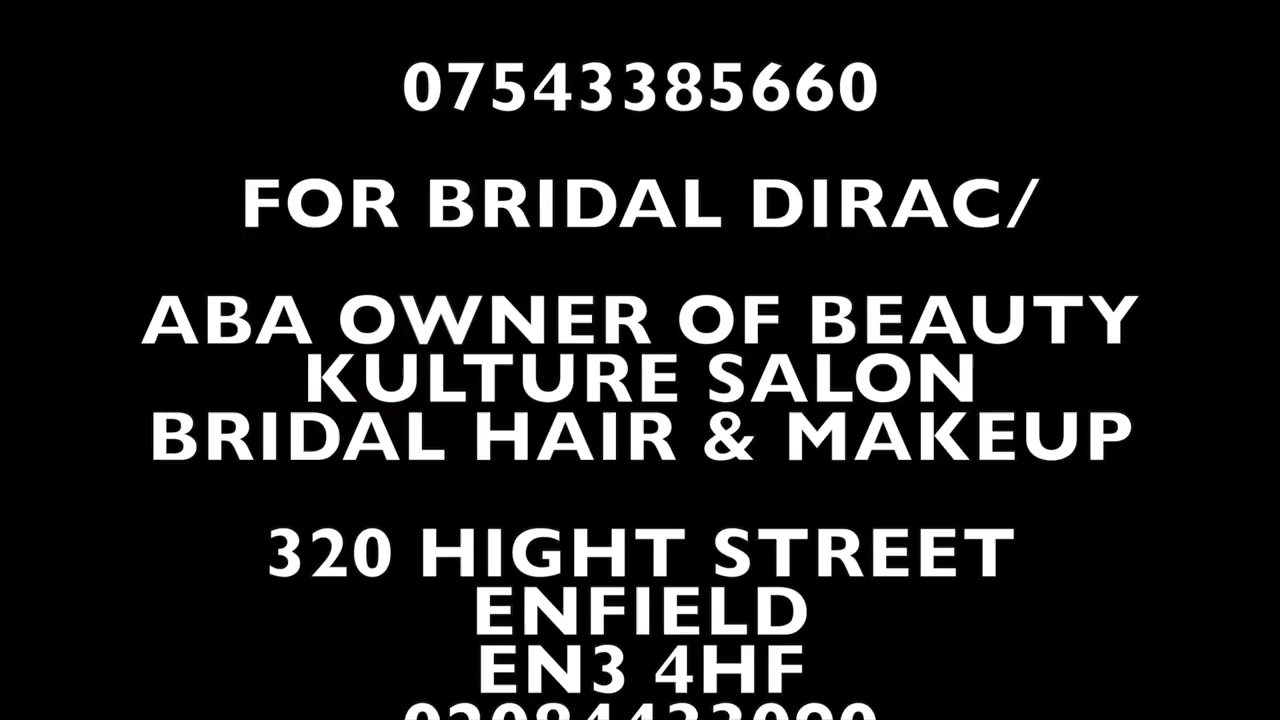 07543385660
FOR BRIDAL DIRAC/
ABA OWNER OF BEAUTY
KULTURE SALON
BRIDAL HAIR & MAKEUP
320 HIGHT STREET
ENFIELD
EN3 4HF